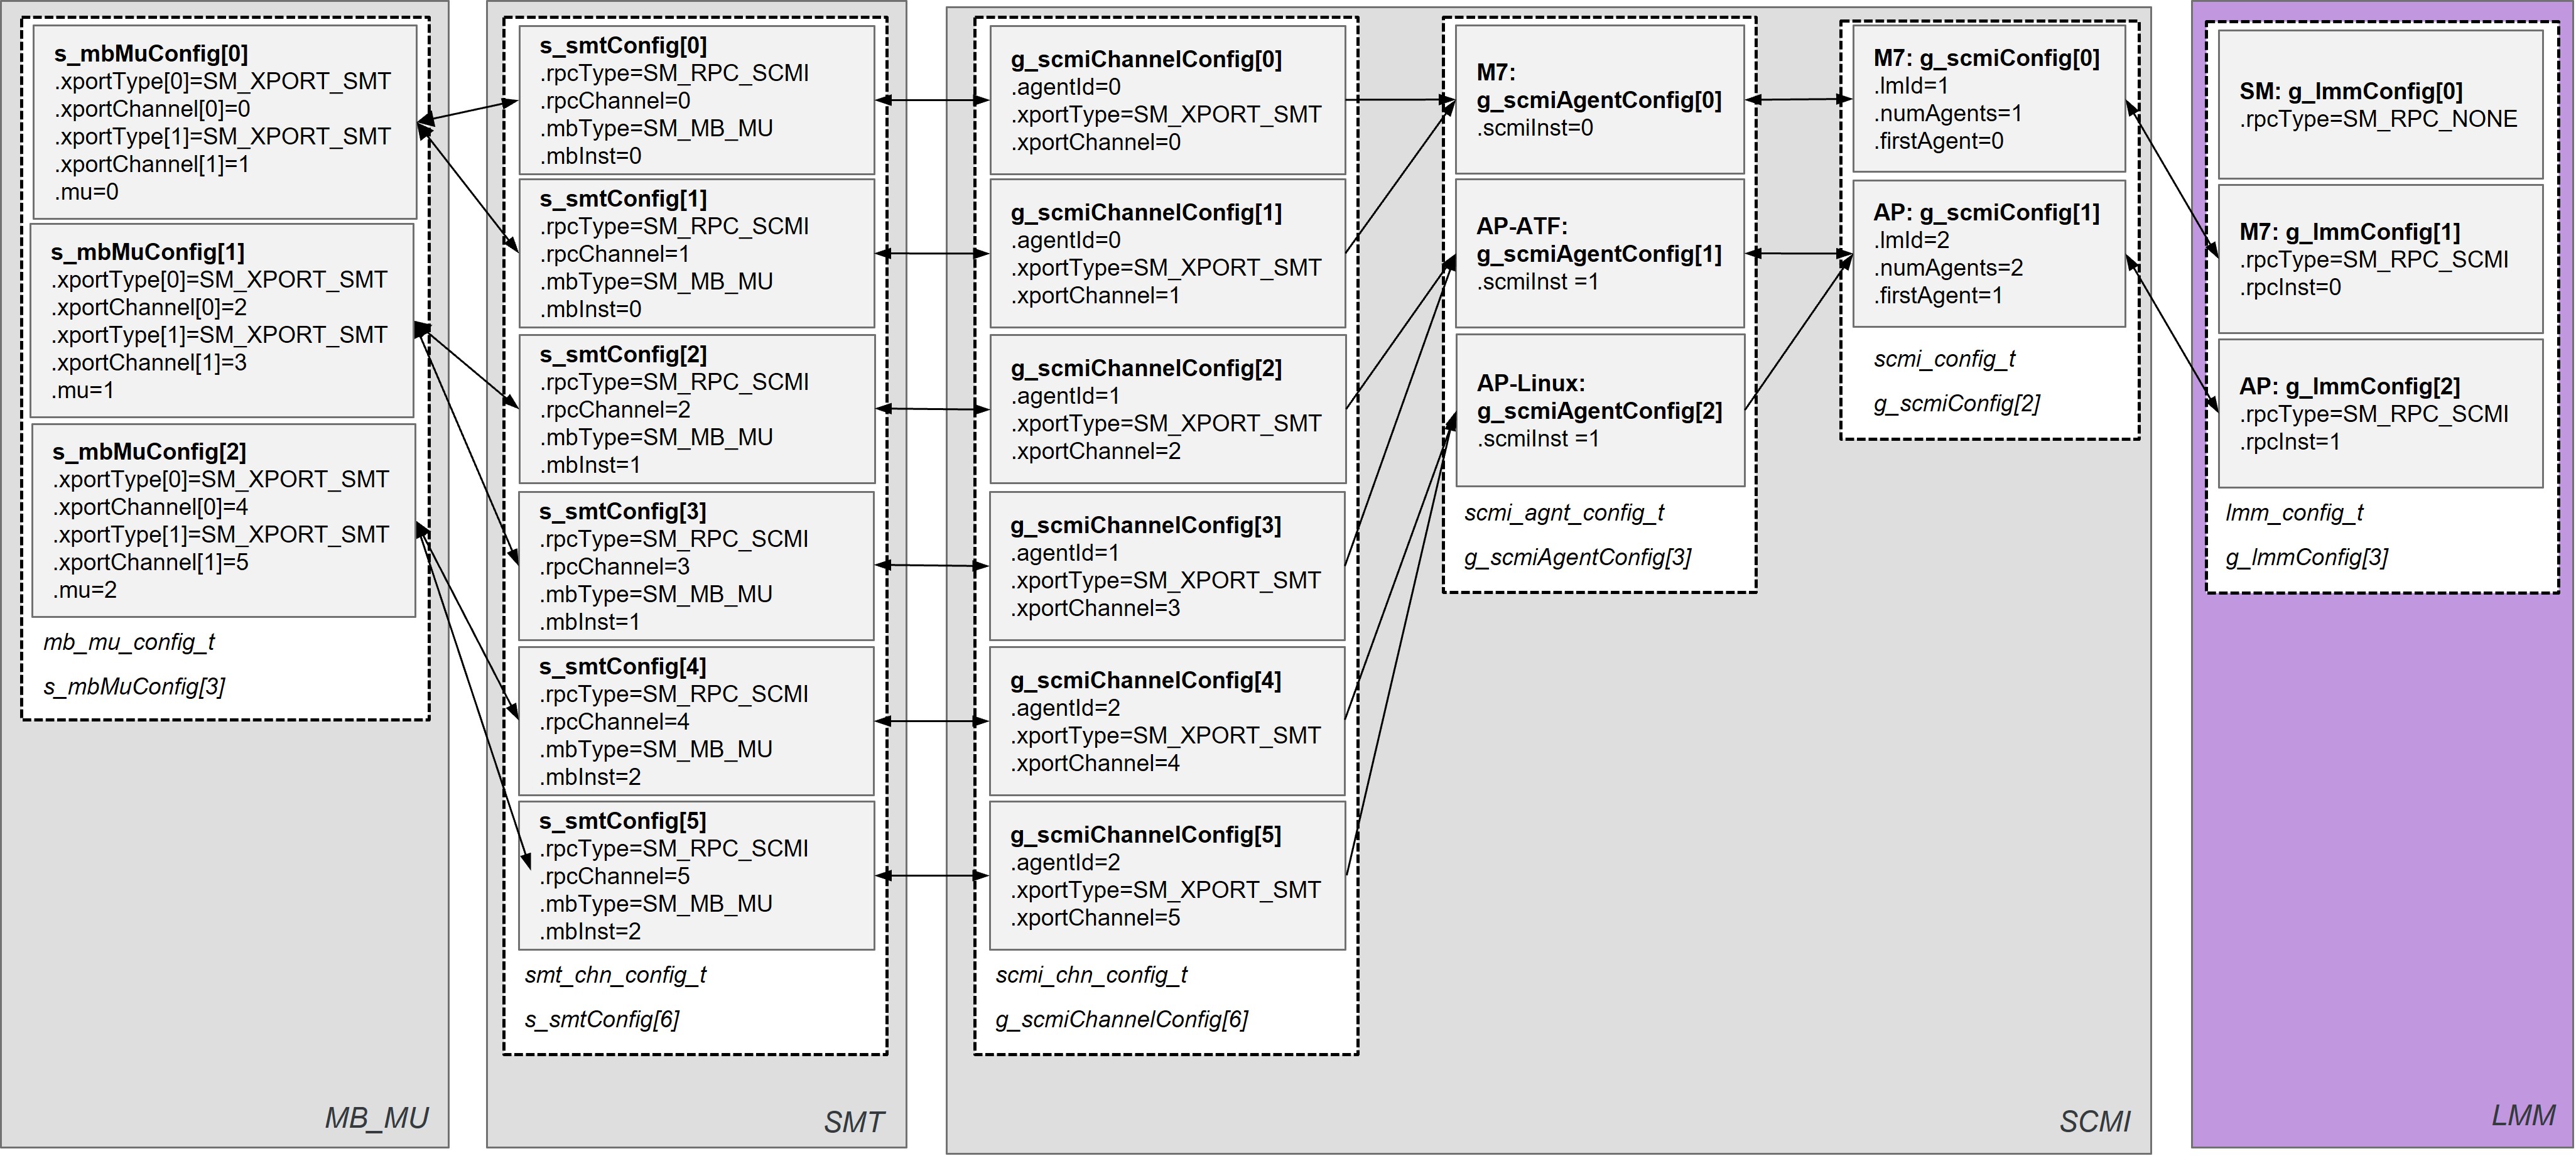 s_mbMuConfig[0]
.xportType[0]=SM_XPORT_SMT
.xportChannel[0]=0
.xportType[1]=SM_XPORT_SMT
.xportChannel[1]=1
.mu=0
s_mbMuConfig[1]
.xportType[0]=SM_XPORT_SMT
.xportChannel[0]=2
.xportType[1]=SM_XPORT_SMT
.xportChannel[1]=3
.mu=1
s_mbMuConfig[2]
.xportType[0]=SM_XPORT_SMT
.xportChannel[0]=4
.xportType[1]=SM_XPORT_SMT
.xportChannel[1]=5
.mu=2
mb_mu_config_t
s_mbMuConfig[3]
MB_MU
s_smtConfig[0]
.rpcType=SM_RPC_SCMI
.rpcChannel=0
.mbType=SM_MB_MU
.mbInst=0
s_smtConfig[1]
.rpcType=SM_RPC_SCMI
.rpcChannel=1
.mbType=SM_MB_MU
.mbInst=0
s_smtConfig[2]
.rpcType=SM_RPC_SCMI
.rpcChannel=2
.mbType=SM_MB_MU
.mbInst=1
s_smtConfig[3]
.rpcType=SM_RPC_SCMI
.rpcChannel=3
.mbType=SM_MB_MU
.mbInst=1
s_smtConfig[4]
.rpcType=SM_RPC_SCMI
.rpcChannel=4
.mbType=SM_MB_MU
.mbInst=2
s_smtConfig[5]
.rpcType=SM_RPC_SCMI
.rpcChannel=5
.mbType=SM_MB_MU
.mbInst=2
smt_chn_config_t
s_smtConfig[6]
SMT
g_scmiChannelConfig[0]
.agentId=0
.xportType=SM_XPORT_SMT
.xportChannel=0
g_scmiChannelConfig[1]
.agentId=0
.xportType=SM_XPORT_SMT
.xportChannel=1
g_scmiChannelConfig[2]
.agentId=1
.xportType=SM_XPORT_SMT
.xportChannel=2
g_scmiChannelConfig[3]
.agentId=1
.xportType=SM_XPORT_SMT
.xportChannel=3
g_scmiChannelConfig[4]
.agentId=2
.xportType=SM_XPORT_SMT
.xportChannel=4
g_scmiChannelConfig[5]
.agentId=2
.xportType=SM_XPORT_SMT
.xportChannel=5
scmi_chn_config_t
g_scmiChannelConfig[6]
M7:
g_scmiAgentConfig[0]
.scmiInst=0
AP-ATF:
g_scmiAgentConfig[1]
.scmiInst =1
AP-Linux:
g_scmiAgentConfig[2]
.scmiInst =1
scmi_agnt_config_t
g_scmiAgentConfig[3]
M7: g_scmiConfig[0]
.lmId=1
.numAgents=1
.firstAgent=0
AP: g_scmiConfig[1]
.lmId=2
.numAgents=2
.firstAgent=1
scmi_config_t
g_scmiConfig[2]
SCMI
SM: g_lmmConfig[0]
.rpcType=SM_RPC_NONE
M7: g_lmmConfig[1]
.rpcType=SM_RPC_SCMI
.rpcInst=0
AP: g_lmmConfig[2]
.rpcType=SM_RPC_SCMI
.rpcInst=1
lmm_config_t
g_lmmConfig[3]
LMM